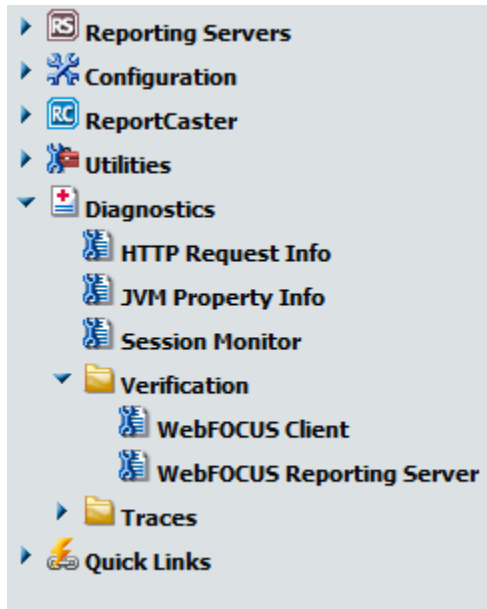 RS Reporting Servers
Configuration
RC ReportCaster
Utilities
Diagnostics
HTTP Request Info
JVM Property Info
Session Monitor
Verification
WebFOCUS Client
WebFOCUS Reporting Server
Traces
Quick Links